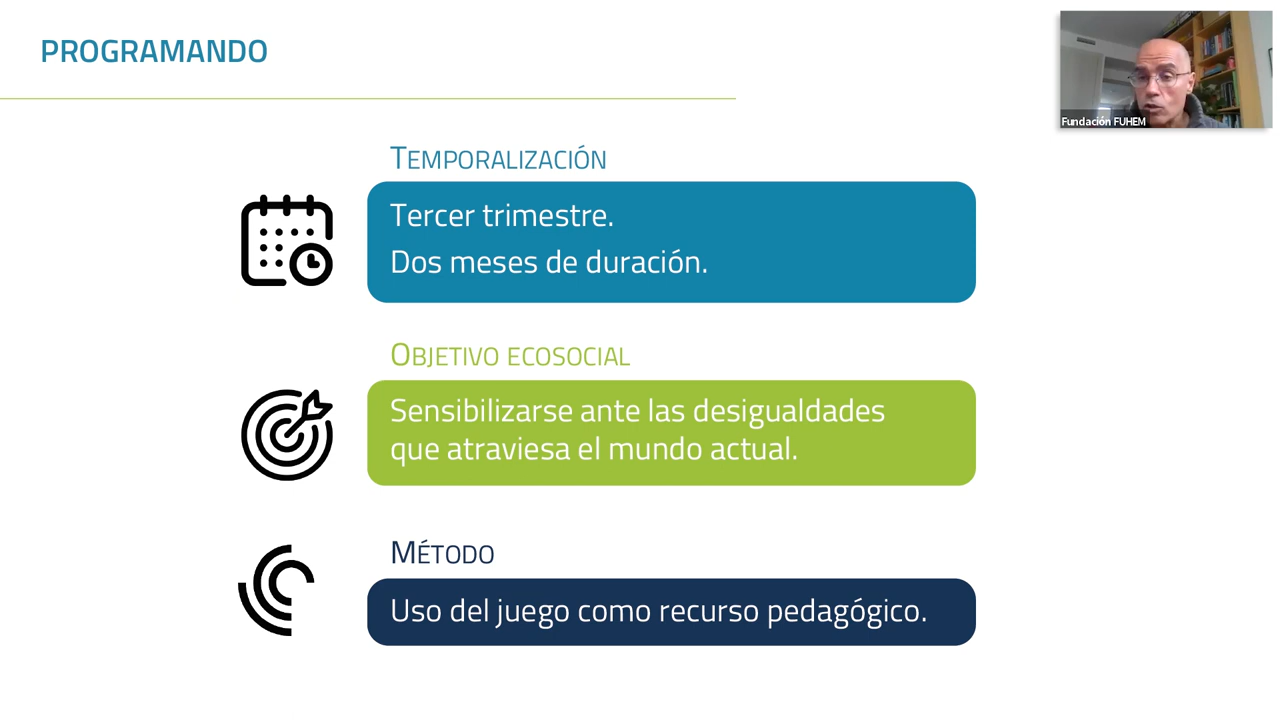 PROGRAMANDO
Fundación FUHEM
TEMPORALIZACIÓN
Tercer trimestre.
Dos meses de duración.
OBJETIVO ECOSOCIAL
Sensibilizarse ante las desigualdades
que atraviesa el mundo actual.
MÉTODO
Uso del juego como recurso pedagógico.